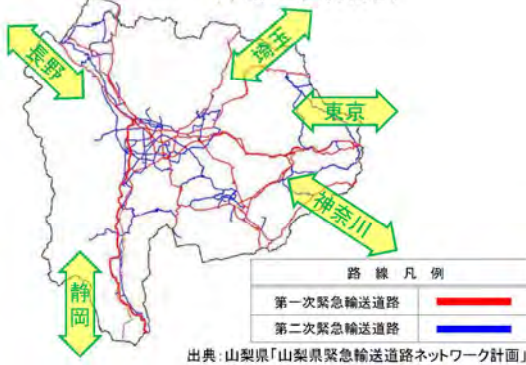 長野
埼玉
東京
神奈川
静岡
路線凡例
第一次緊急輸送道路
第二次緊急輸送道路
出典:山梨県「山梨県緊急輸送道路ネットワーク計画」